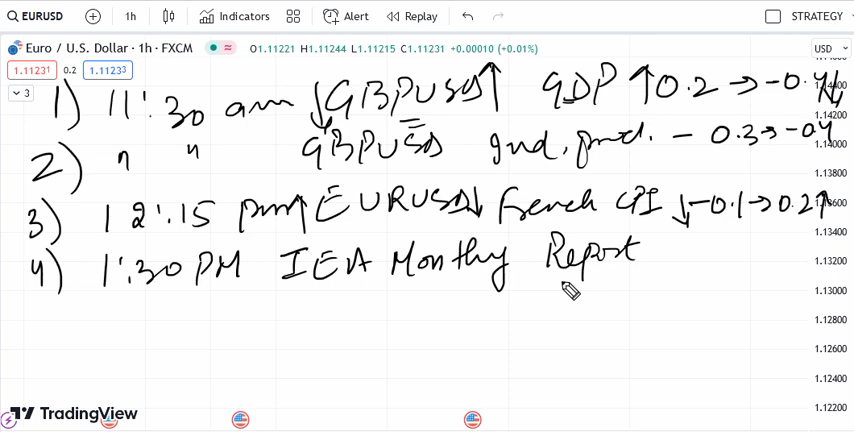 EURUSD 1h Indicators Alert Replay STRATEGY
Euro / U.S. Dollar · 1h · FXCM O1.11221 H1.11244 L1.11215 C1.11231 +0.00010 (+0.01%) USD
1.11231 0.2 1.11233
3
1) 11:30 am ↓GBPUSD↑ GDP ↑0.2 → -0.4↓
2) " " GBPUSD Ind. prod. - 0.3→-0.4
3) 12:15 pm↑EURUSD↓ French CPI ↓-0.1→0.2↑
4) 1:30 PM IEA Monthly Report
1.14200
1.14000
1.13600
1.13400
1.13200
1.13000
1.12800
1.12600
1.12400
1.12200
TradingView